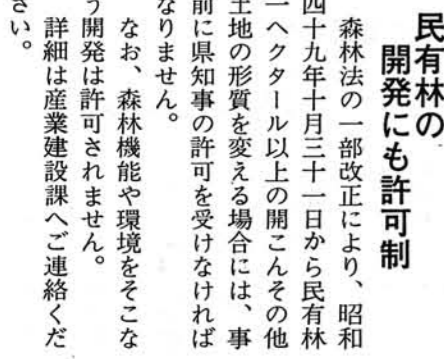 民有林の
開発にも許可制
森林法の一部改正により、昭和
四十九年十月三十一日から民有林
一ヘクタール以上の開こんその他
土地の形質を変える場合には、事
前に県知事の許可を受けなければ
なりません。
なお、森林機能や環境をそこな
う開発は許可されません。
詳細は産業建設課へご連絡くだ
さい。